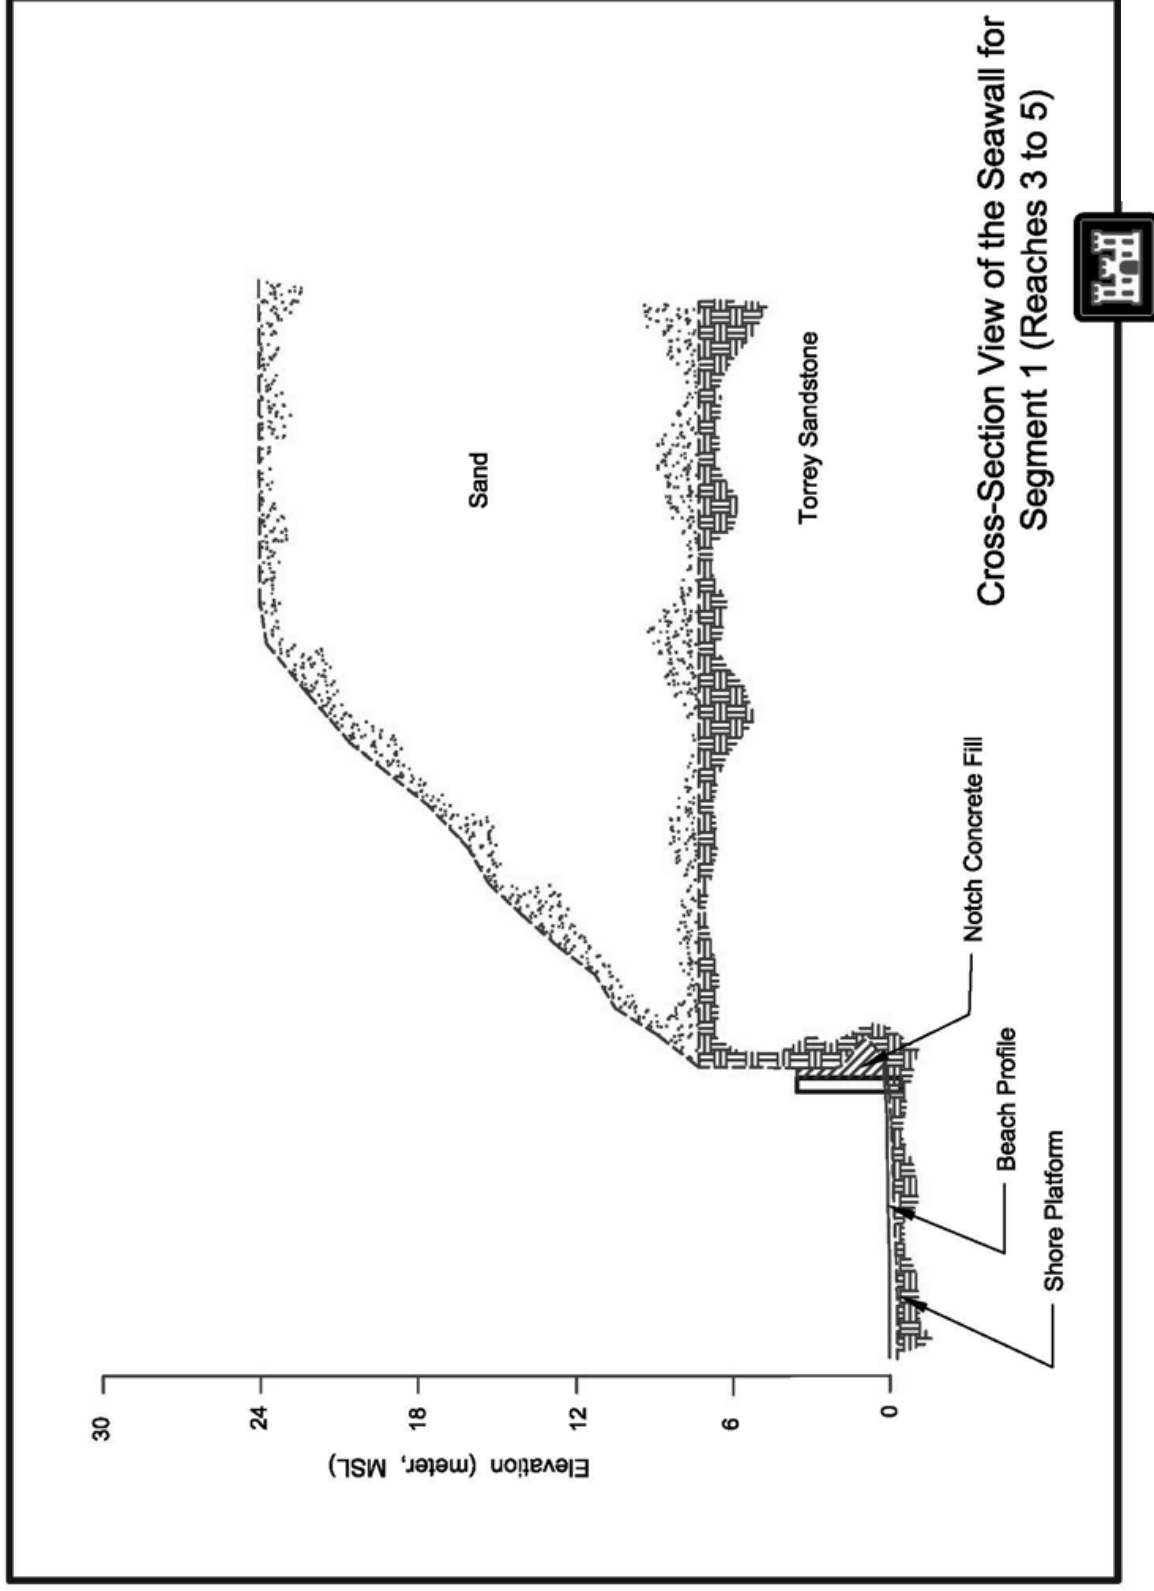 30
24
18
12
6
0
Elevation (meter, MSL)
Sand
Torrey Sandstone
Notch Concrete Fill
Beach Profile
Shore Platform
Cross-Section View of the Seawall for
Segment 1 (Reaches 3 to 5)